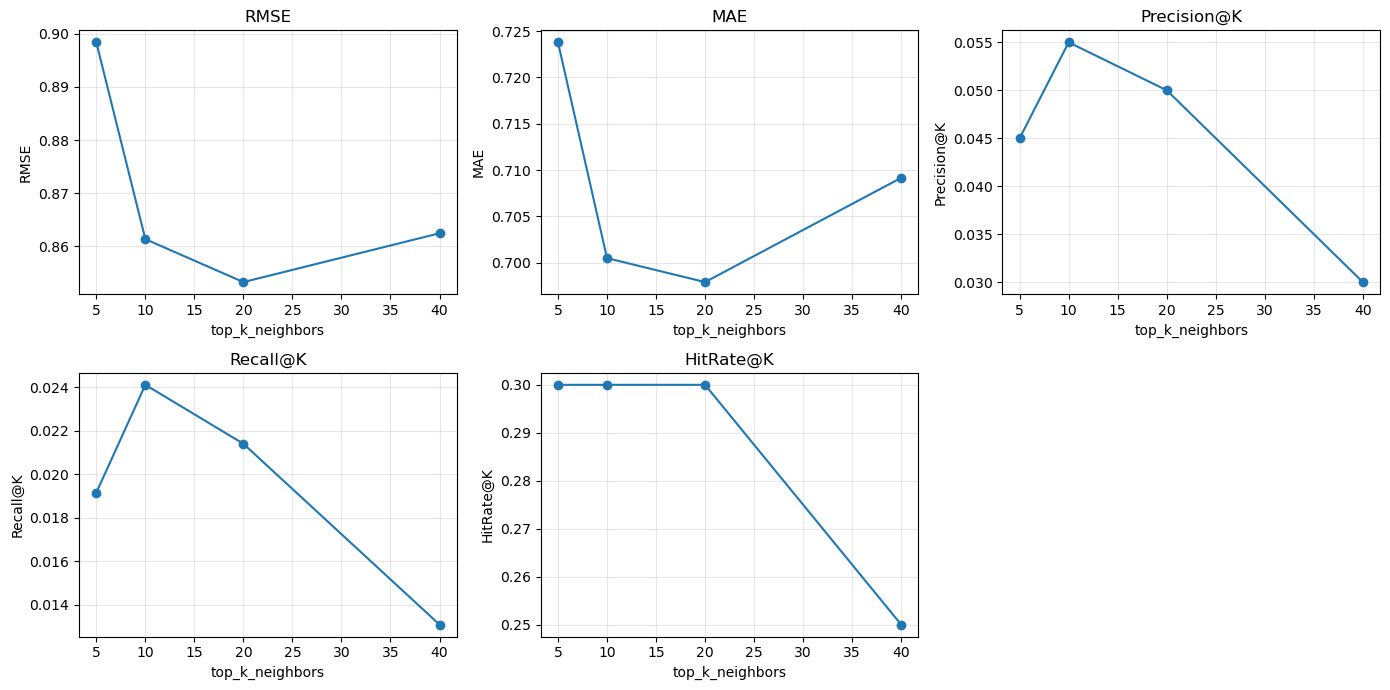 RMSE
0.90
0.89
0.88
0.87
0.86
RMSE
5 10 15 20 25 30 35 40
top_k_neighbors
MAE
0.725
0.720
0.715
0.710
0.705
0.700
MAE
5 10 15 20 25 30 35 40
top_k_neighbors
Precision@K
0.055
0.050
0.045
0.040
0.035
0.030
Precision@K
5 10 15 20 25 30 35 40
top_k_neighbors
Recall@K
0.024
0.022
0.020
0.018
0.016
0.014
Recall@K
5 10 15 20 25 30 35 40
top_k_neighbors
HitRate@K
0.30
0.29
0.28
0.27
0.26
0.25
HitRate@K
5 10 15 20 25 30 35 40
top_k_neighbors